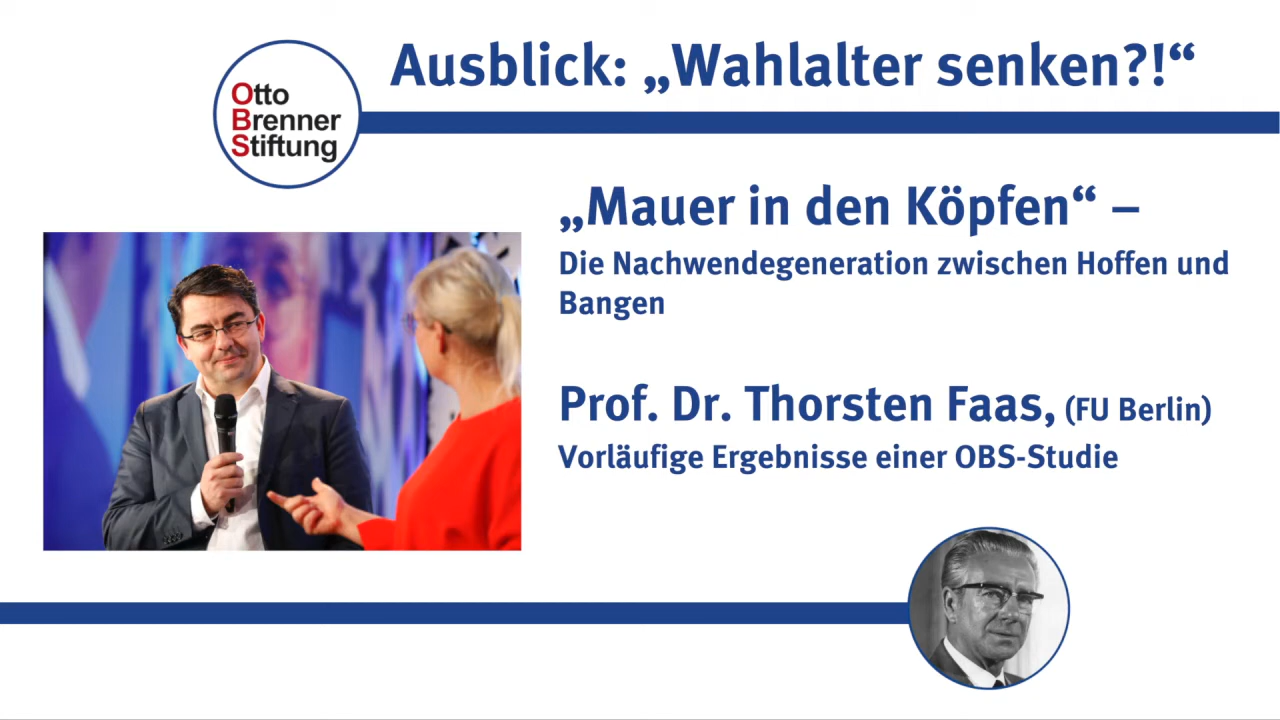 Ausblick: „Wahlalter senken?!“
Otto
Brenner
Stiftung
„Mauer in den Köpfen“ –
Die Nachwendegeneration zwischen Hoffen und
Bangen
Prof. Dr. Thorsten Faas, (FU Berlin)
Vorläufige Ergebnisse einer OBS-Studie